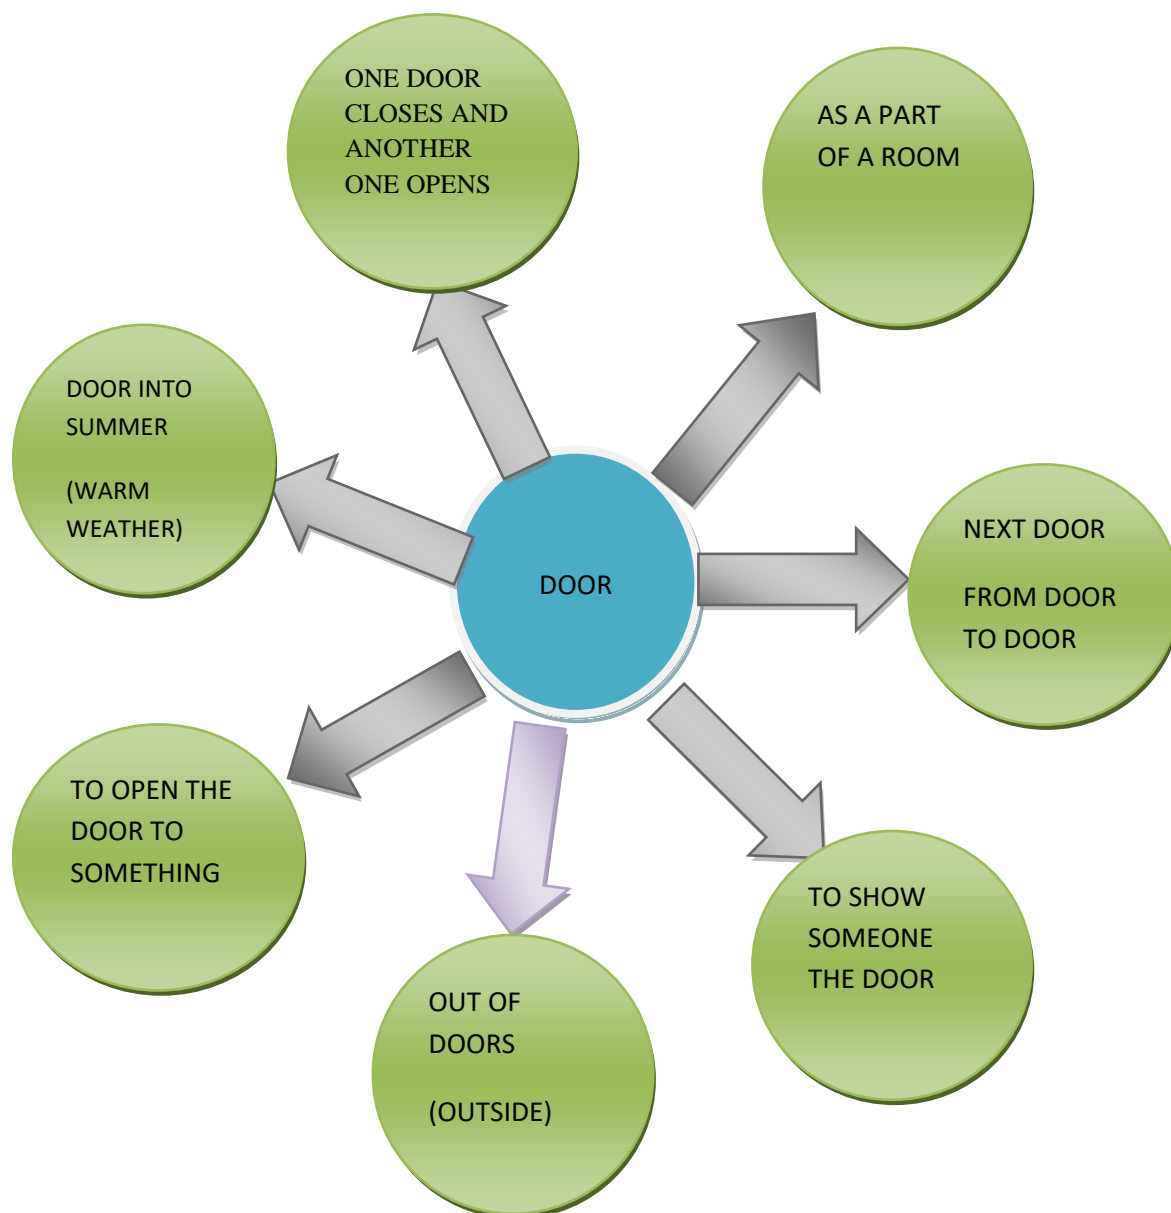 ONE DOOR
CLOSES AND
ANOTHER
ONE OPENS
AS A PART
OF A ROOM
DOOR INTO
SUMMER
(WARM
WEATHER)
NEXT DOOR
FROM DOOR
TO DOOR
DOOR
TO OPEN THE
DOOR TO
SOMETHING
TO SHOW
SOMEONE
THE DOOR
OUT OF
DOORS
(OUTSIDE)